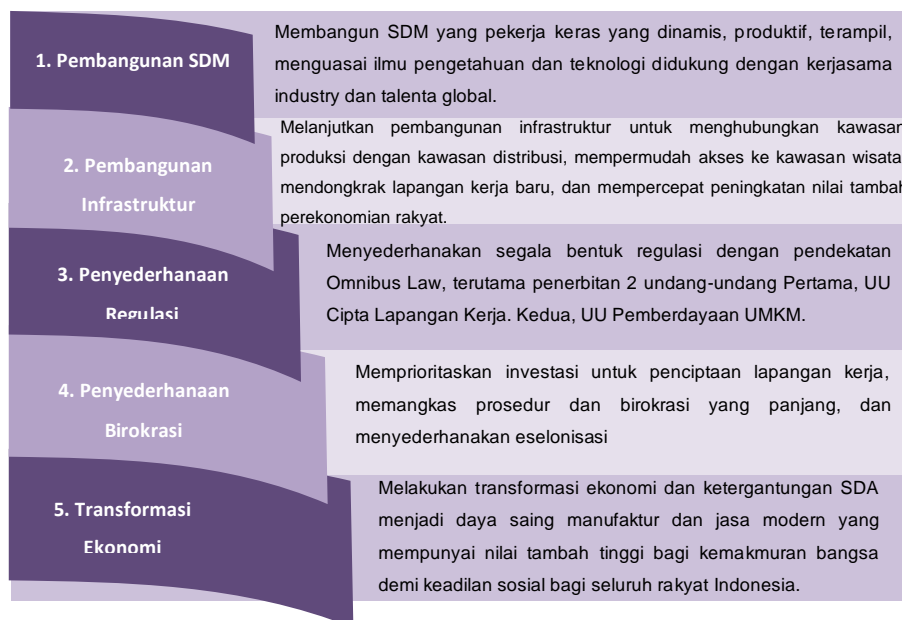 1. Pembangunan SDM
Membangun SDM yang pekerja keras yang dinamis, produktif, terampil,
menguasai ilmu pengetahuan dan teknologi didukung dengan kerjasama
industry dan talenta global.
2. Pembangunan
Infrastruktur
Melanjutkan pembangunan infrastruktur untuk menghubungkan kawasan
produksi dengan kawasan distribusi, mempermudah akses ke kawasan wisata
mendongkrak lapangan kerja baru, dan mempercepat peningkatan nilai tambah
perekonomian rakyat.
3. Penyederhanaan
Regulasi
Menyederhanakan segala bentuk regulasi dengan pendekatan
Omnibus Law, terutama penerbitan 2 undang-undang Pertama, UU
Cipta Lapangan Kerja. Kedua, UU Pemberdayaan UMKM.
4. Penyederhanaan
Birokrasi
Memprioritaskan investasi untuk penciptaan lapangan kerja,
memangkas prosedur dan birokrasi yang panjang, dan
menyederhanakan eselonisasi
5. Transformasi
Ekonomi
Melakukan transformasi ekonomi dan ketergantungan SDA
menjadi daya saing manufaktur dan jasa modern yang
mempunyai nilai tambah tinggi bagi kemakmuran bangsa
demi keadilan sosial bagi seluruh rakyat Indonesia.